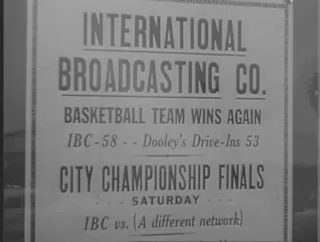 INTERNATIONAL
BROADCASTING CO.
BASKETBALL TEAM WINS AGAIN
IBC - 58 - - Dooley's Drive-Ins 53
CITY CHAMPIONSHIP FINALS
- - - SATURDAY - - -
IBC vs. (A different network)